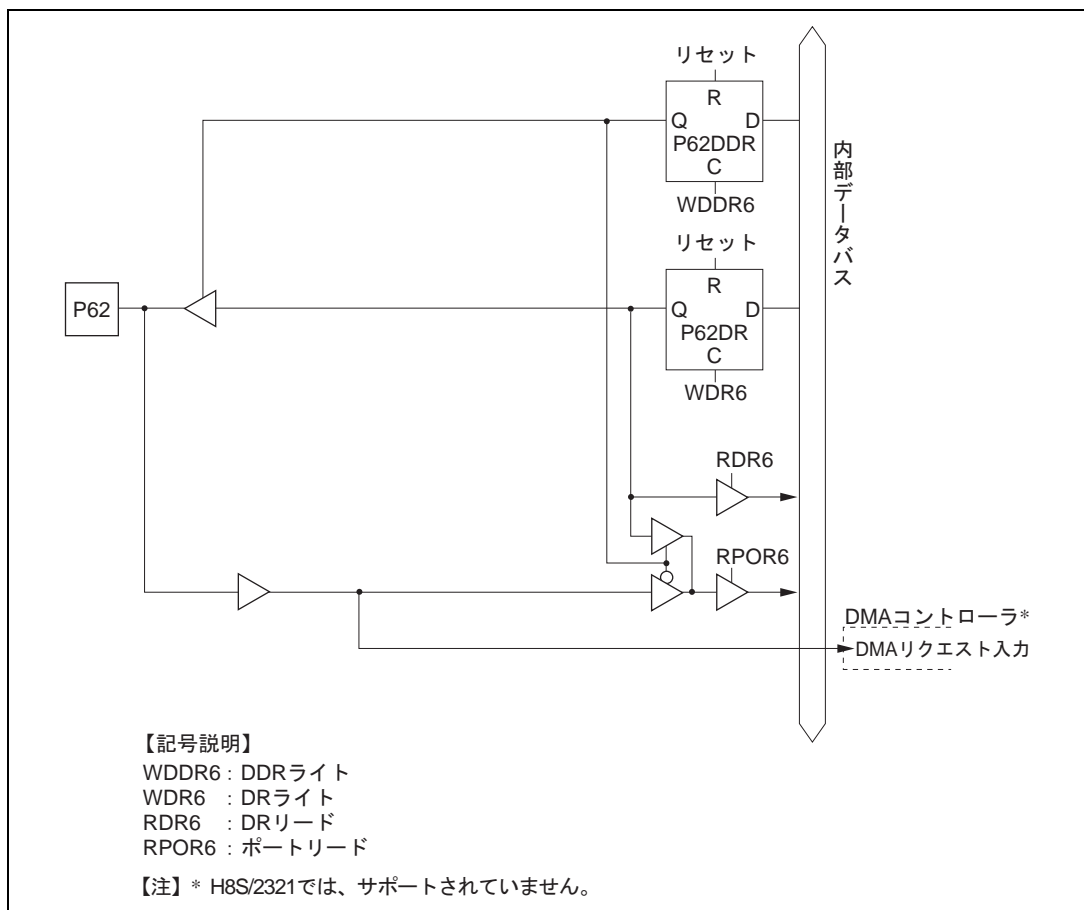 リセット
R
Q D
P62DDR
C
WDDR6
内部データバス
リセット
R
P62
Q D
P62DR
C
WDR6
RDR6
RPOR6
DMAコントローラ*
DMAリクエスト入力
【記号説明】
WDDR6 : DDRライト
WDR6 : DRライト
RDR6 : DRリード
RPOR6 : ポートリード
【注】* H8S/2321では、サポートされていません。